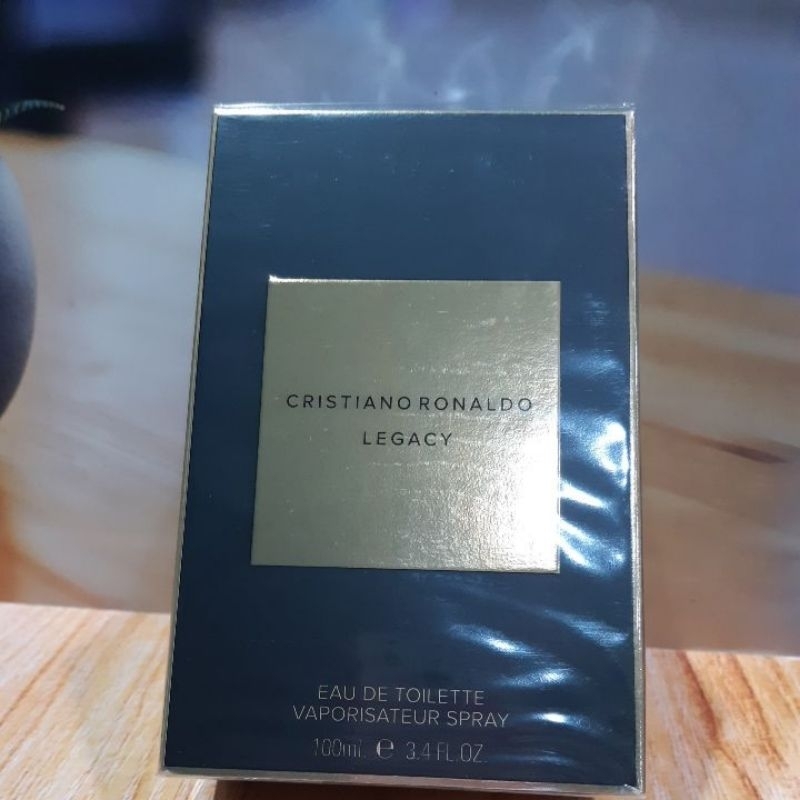 CRISTIANO RONALDO
LEGACY
EAU DE TOILETTE
VAPORISATEUR SPRAY
100ml. ℮ 3.4 FL.OZ.